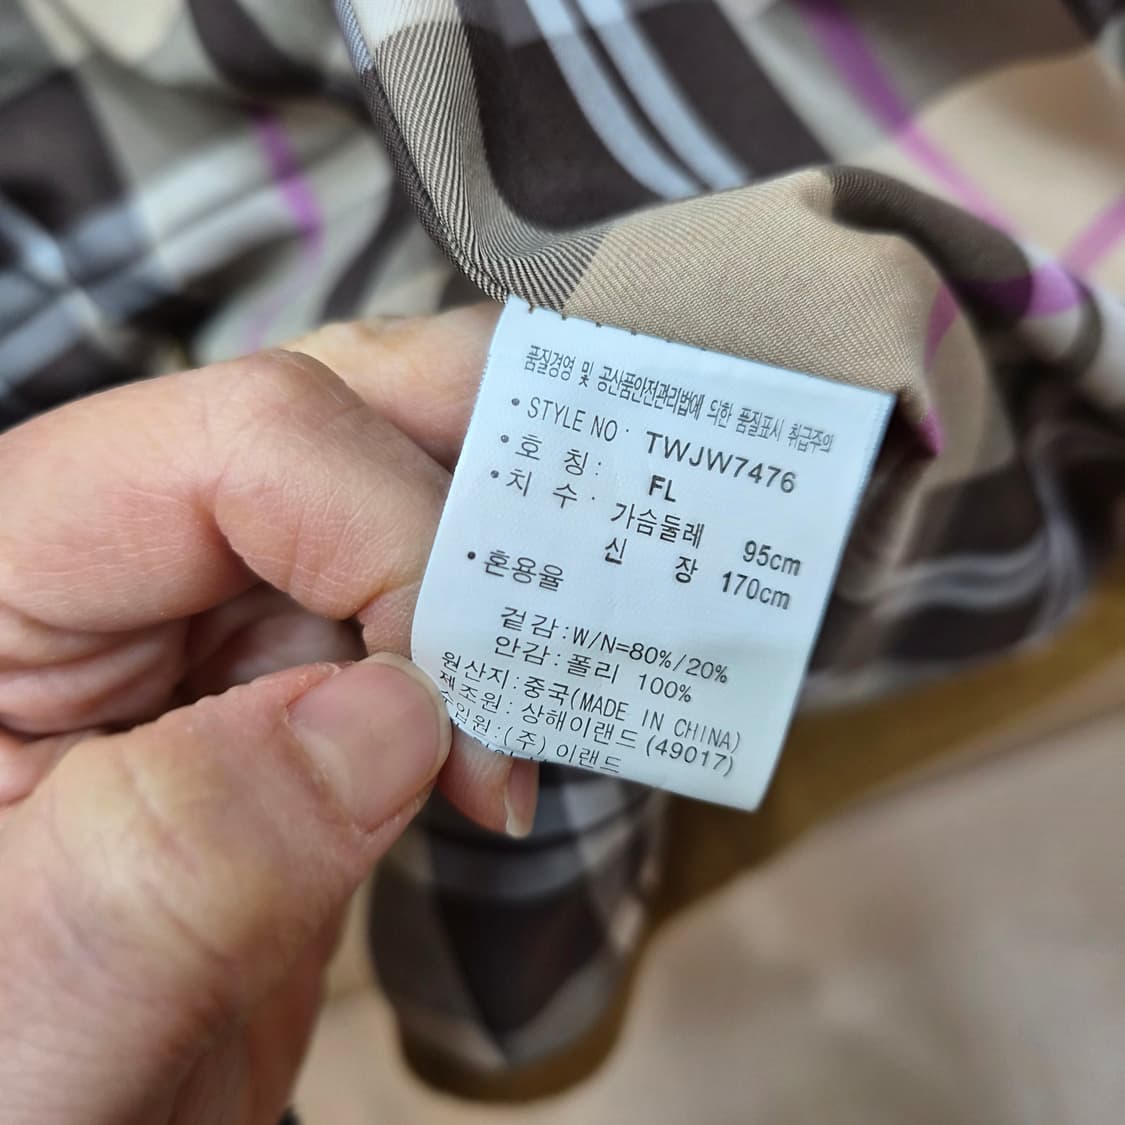 품질경영 및 공산품안전관리법에 의한 품질표시 취급주의
• STYLE NO · TWJW7476
• 호 칭 : FL
• 치 수 · 가슴둘레 95cm
신 장 170cm
• 혼용율
겉감 : W/N=80%/20%
안감 : 폴리 100%
원산지 : 중국(MADE IN CHINA)
제조원 : 상해이랜드 (49017)
입원 : (주) 이랜드